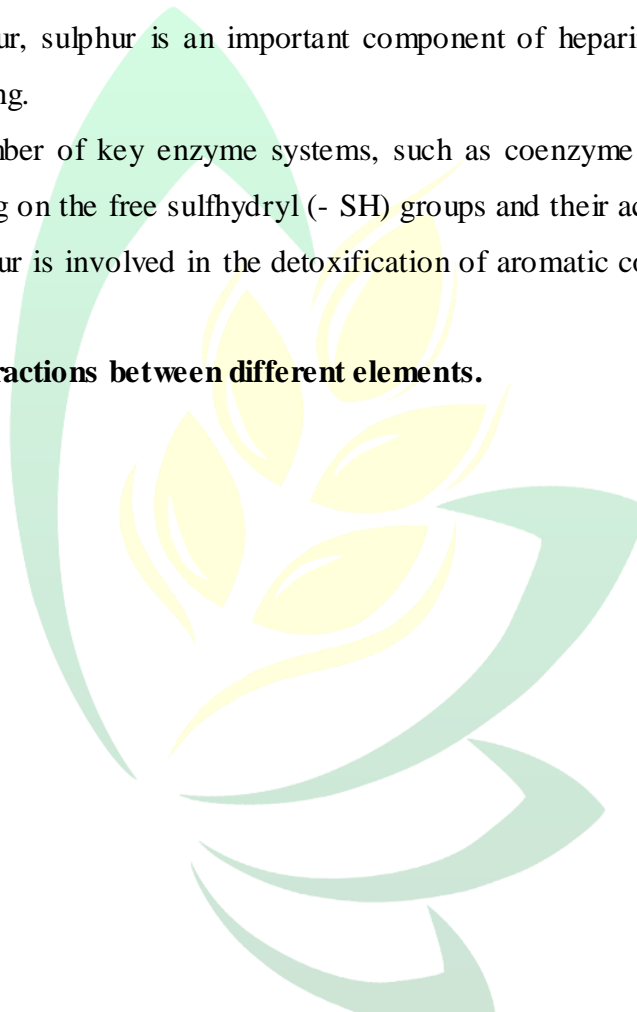 ur, sulphur is an important component of hepari
ng.
nber of key enzyme systems, such as coenzyme
g on the free sulfhydryl (- SH) groups and their ac
ur is involved in the detoxification of aromatic co
ractions between different elements.